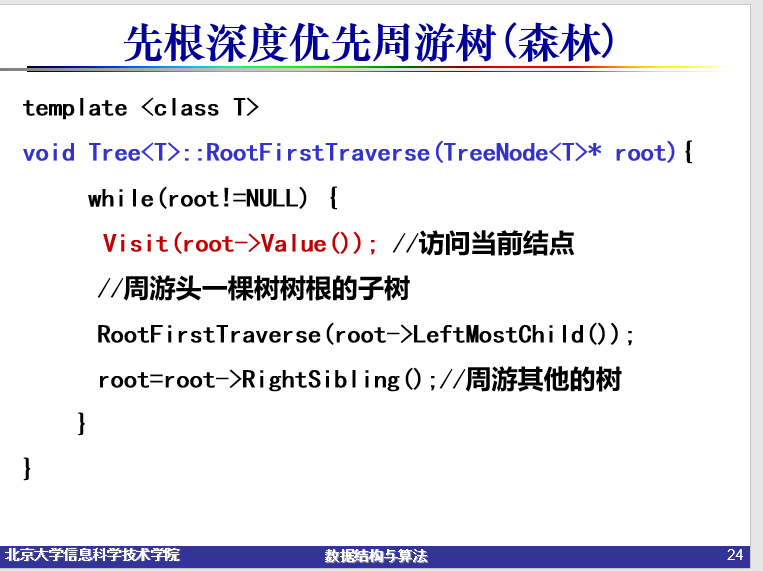 先根深度优先周游树(森林)
template <class T>
void Tree<T>::RootFirstTraverse(TreeNode<T>* root){
while(root!=NULL) {
Visit(root->Value()); //访问当前结点
//周游头一棵树树根的子树
RootFirstTraverse(root->LeftMostChild());
root=root->RightSibling();//周游其他的树
}
}
北京大学信息科学技术学院
数据结构与算法
24